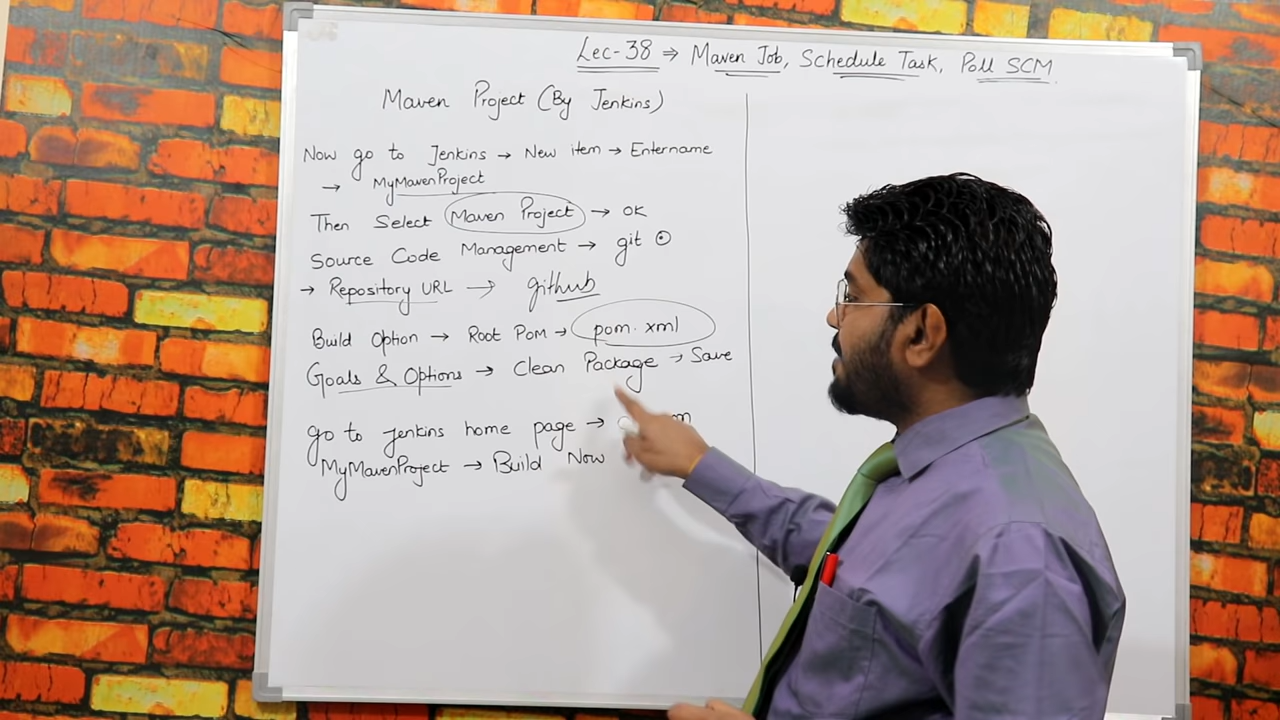 Lec-38 → Maven Job, Schedule Task, Poll SCM
Maven Project (By Jenkins)
Now go to Jenkins → New item → Entername
→ MyMavenProject
Then Select Maven Project → OK
Source Code Management → git ⊙
→ Repository URL → github
Build Option → Root POM → pom.xml
Goals & Options → Clean Package → Save
go to jenkins home page →
MyMavenProject → Build Now